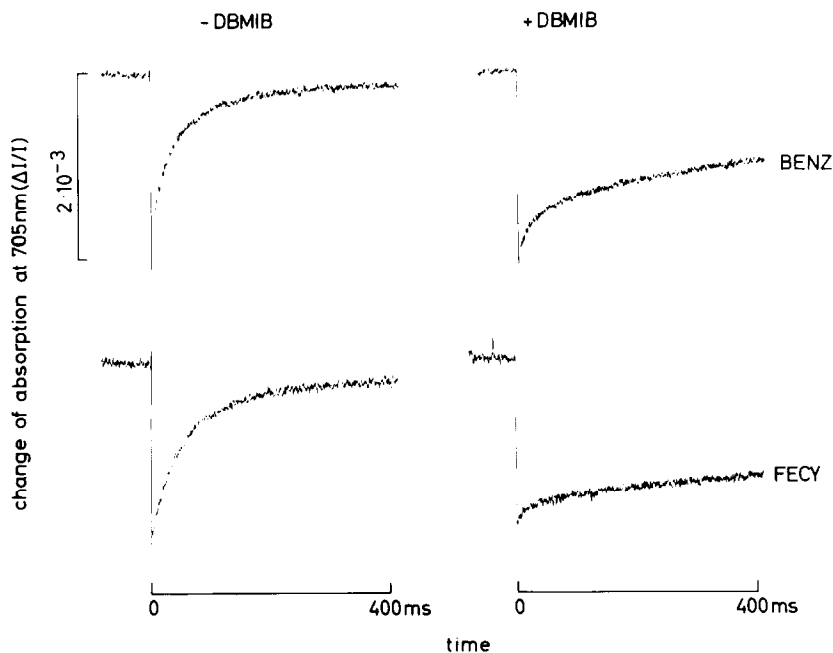 - DBMIB
+ DBMIB
change of absorption at 705nm (ΔI/I)
2·10⁻³
BENZ
FECY
0
400ms
0
400ms
time